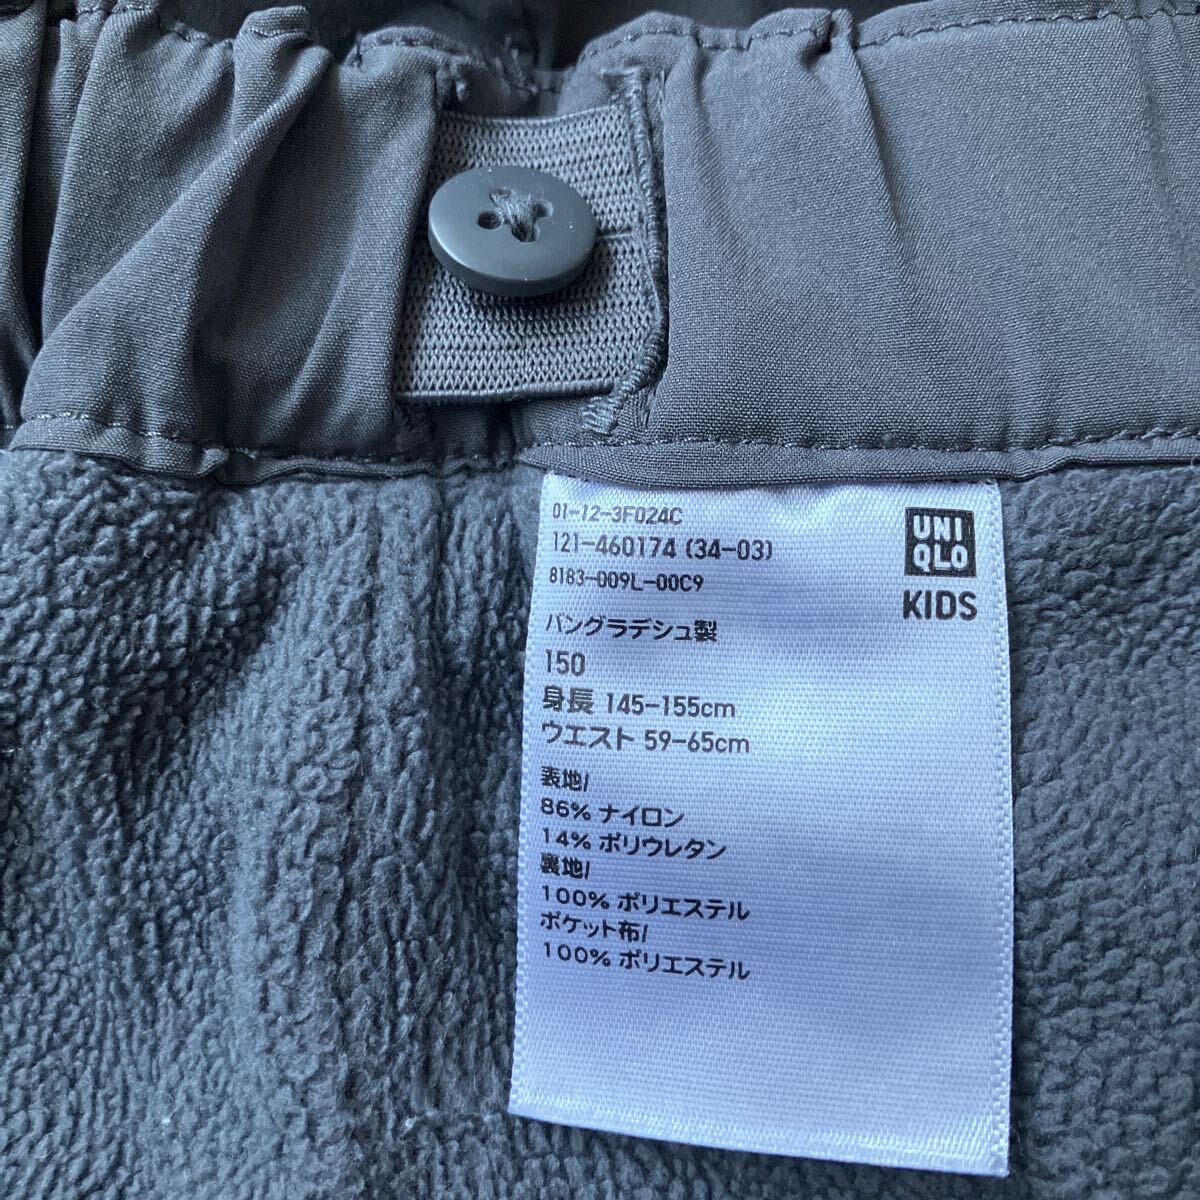 01-12-3F024C
121-460174 (34-03)
8183-009L-00C9
UNI
QLO
KIDS
バングラデシュ製
150
身長 145-155cm
ウエスト 59-65cm
表地/
86% ナイロン
14% ポリウレタン
裏地/
100% ポリエステル
ポケット布/
100% ポリエステル